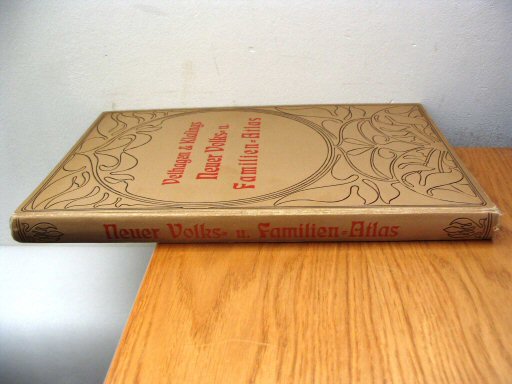 Velhagen & Klasings
Neuer Volks- u.
Familien-Atlas
Neuer Volks- u. Familien-Atlas